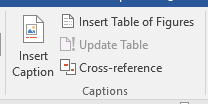 Insert Table of Figures
Update Table
Insert
Caption
Cross-reference
Captions